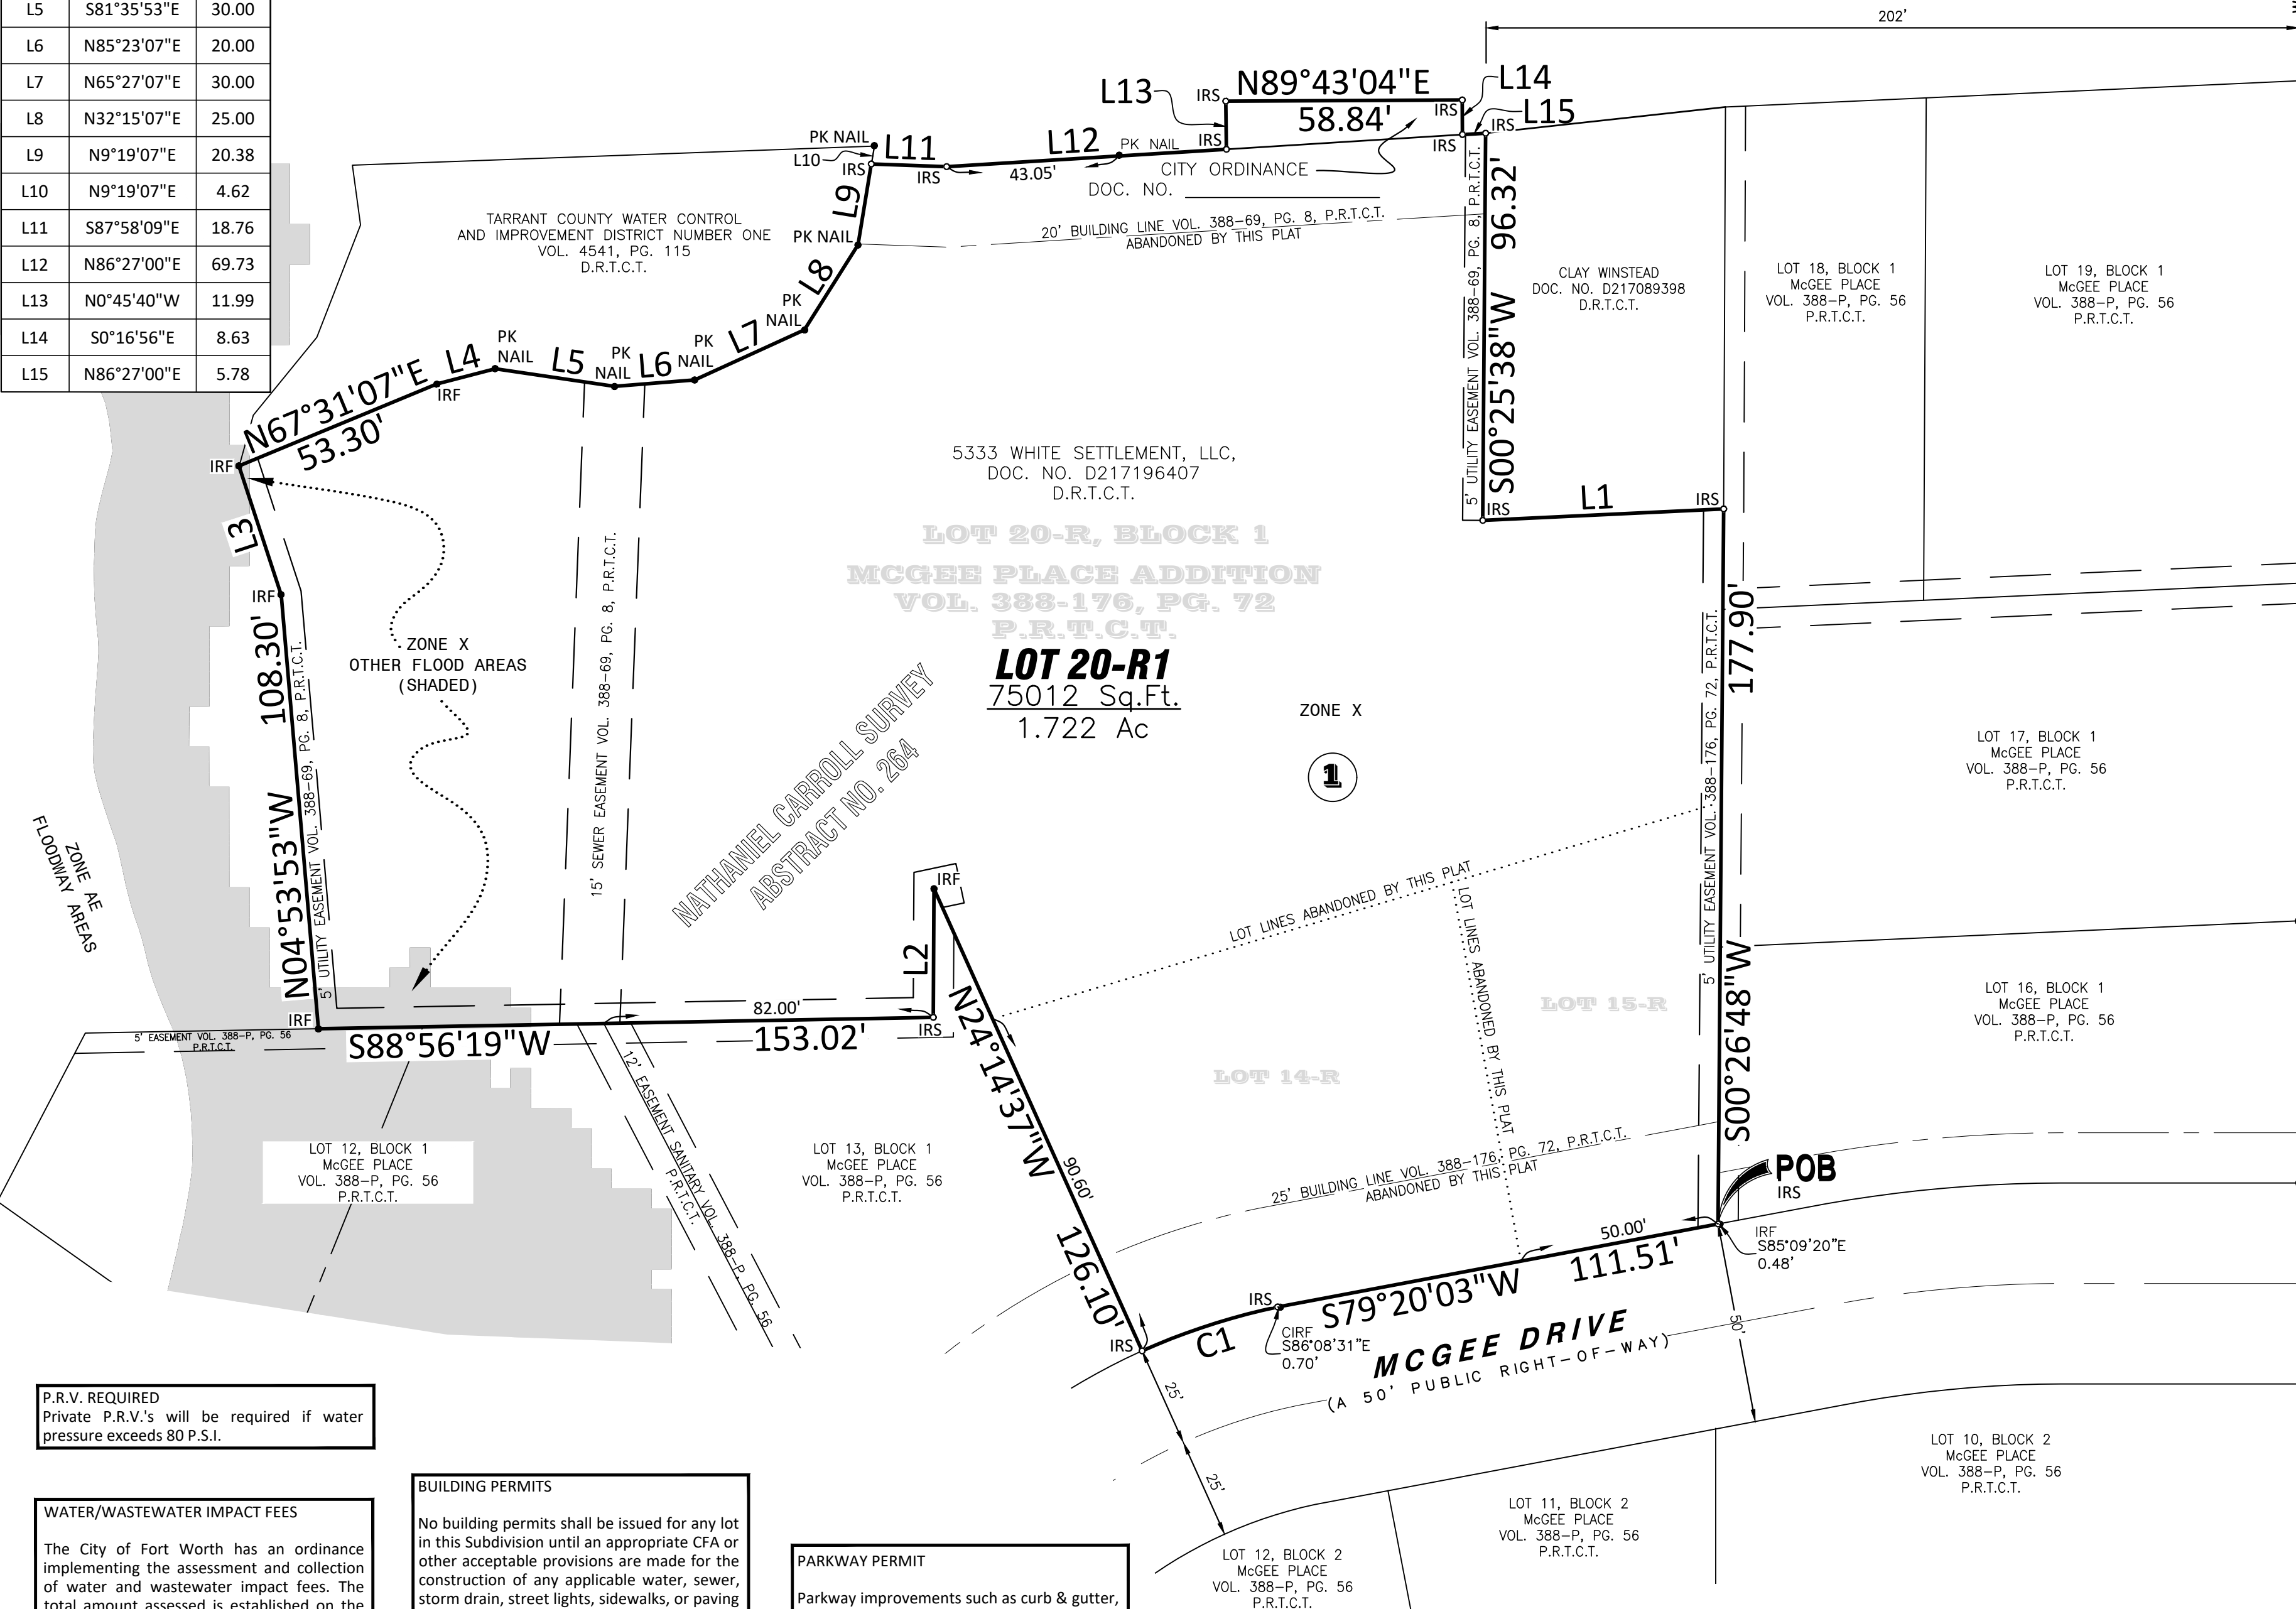 L5 S81°35'53"E 30.00
L6 N85°23'07"E 20.00
L7 N65°27'07"E 30.00
L8 N32°15'07"E 25.00
L9 N9°19'07"E 20.38
L10 N9°19'07"E 4.62
L11 S87°58'09"E 18.76
L12 N86°27'00"E 69.73
L13 N0°45'40"W 11.99
L14 S0°16'56"E 8.63
L15 N86°27'00"E 5.78
202'
L13
IRS
N89°43'04"E
58.84'
IRS
L14
L15
IRS
IRS
IRS
PK NAIL
L10
IRS
L11
IRS
L12
PK NAIL
43.05'
CITY ORDINANCE
DOC. NO.
L9
PK NAIL
20' BUILDING LINE VOL. 388-69, PG. 8, P.R.T.C.T.
ABANDONED BY THIS PLAT
TARRANT COUNTY WATER CONTROL
AND IMPROVEMENT DISTRICT NUMBER ONE
VOL. 4541, PG. 115
D.R.T.C.T.
L8
PK
NAIL
L7
PK
NAIL
L6
PK
NAIL
L5
PK
NAIL
L4
IRF
N67°31'07"E
53.30'
IRF
L3
IRF
5' UTILITY EASEMENT VOL. 388-69, PG. 8, P.R.T.C.T.
96.32'
S00°25'38"W
IRS
L1
IRS
CLAY WINSTEAD
DOC. NO. D217089398
D.R.T.C.T.
LOT 18, BLOCK 1
McGEE PLACE
VOL. 388-P, PG. 56
P.R.T.C.T.
LOT 19, BLOCK 1
McGEE PLACE
VOL. 388-P, PG. 56
P.R.T.C.T.
5333 WHITE SETTLEMENT, LLC,
DOC. NO. D217196407
D.R.T.C.T.
LOT 20-R, BLOCK 1
MCGEE PLACE ADDITION
VOL. 388-176, PG. 72
P.R.T.C.T.
LOT 20-R1
75012 Sq.Ft.
1.722 Ac
ZONE X
1
ZONE X
OTHER FLOOD AREAS
(SHADED)
108.30'
N04°53'53"W
5' UTILITY EASEMENT VOL. 388-69, PG. 8, P.R.T.C.T.
15' SEWER EASEMENT VOL. 388-69, PG. 8, P.R.T.C.T.
NATHANIEL CARROLL SURVEY
ABSTRACT NO. 264
ZONE AE
FLOODWAY AREAS
177.90'
S00°26'48"W
5' UTILITY EASEMENT VOL. 388-176, PG. 72, P.R.T.C.T.
LOT 17, BLOCK 1
McGEE PLACE
VOL. 388-P, PG. 56
P.R.T.C.T.
LOT 16, BLOCK 1
McGEE PLACE
VOL. 388-P, PG. 56
P.R.T.C.T.
LOT LINES ABANDONED BY THIS PLAT
LOT LINES ABANDONED BY THIS PLAT
LOT 15-R
LOT 14-R
IRF
L2
IRS
82.00'
153.02'
S88°56'19"W
IRF
5' EASEMENT VOL. 388-P, PG. 56
P.R.T.C.T.
12' EASEMENT SANITARY VOL. 388-P, PG. 56
P.R.T.C.T.
N24°14'37"W
90.60'
126.10'
LOT 12, BLOCK 1
McGEE PLACE
VOL. 388-P, PG. 56
P.R.T.C.T.
LOT 13, BLOCK 1
McGEE PLACE
VOL. 388-P, PG. 56
P.R.T.C.T.
25' BUILDING LINE VOL. 388-176, PG. 72, P.R.T.C.T.
ABANDONED BY THIS PLAT
POB
IRS
IRF
S85°09'20"E
0.48'
50.00'
111.51'
S79°20'03"W
IRS
CIRF
S86°08'31"E
0.70'
C1
IRS
MCGEE DRIVE
(A 50' PUBLIC RIGHT-OF-WAY)
50'
25'
25'
LOT 10, BLOCK 2
McGEE PLACE
VOL. 388-P, PG. 56
P.R.T.C.T.
LOT 11, BLOCK 2
McGEE PLACE
VOL. 388-P, PG. 56
P.R.T.C.T.
LOT 12, BLOCK 2
McGEE PLACE
VOL. 388-P, PG. 56
P.R.T.C.T.
P.R.V. REQUIRED
Private P.R.V.'s will be required if water
pressure exceeds 80 P.S.I.
WATER/WASTEWATER IMPACT FEES
The City of Fort Worth has an ordinance
implementing the assessment and collection
of water and wastewater impact fees. The
total amount assessed is established on the
BUILDING PERMITS
No building permits shall be issued for any lot
in this Subdivision until an appropriate CFA or
other acceptable provisions are made for the
construction of any applicable water, sewer,
storm drain, street lights, sidewalks, or paving
PARKWAY PERMIT
Parkway improvements such as curb & gutter,